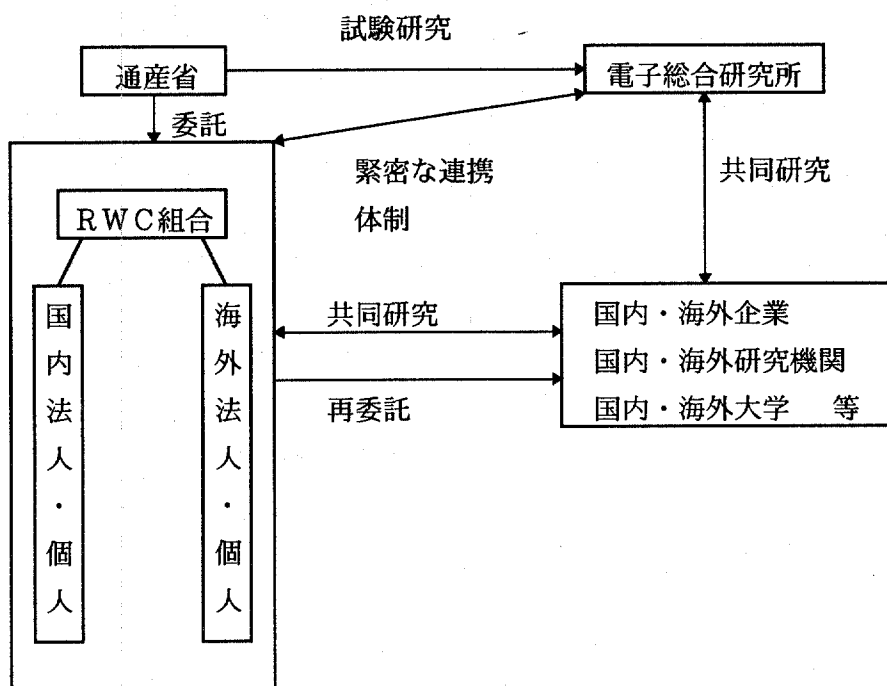 試験研究
通産省
電子総合研究所
委託
緊密な連携
体制
共同研究
RWC組合
国内法人・個人
海外法人・個人
共同研究
再委託
国内・海外企業
国内・海外研究機関
国内・海外大学 等